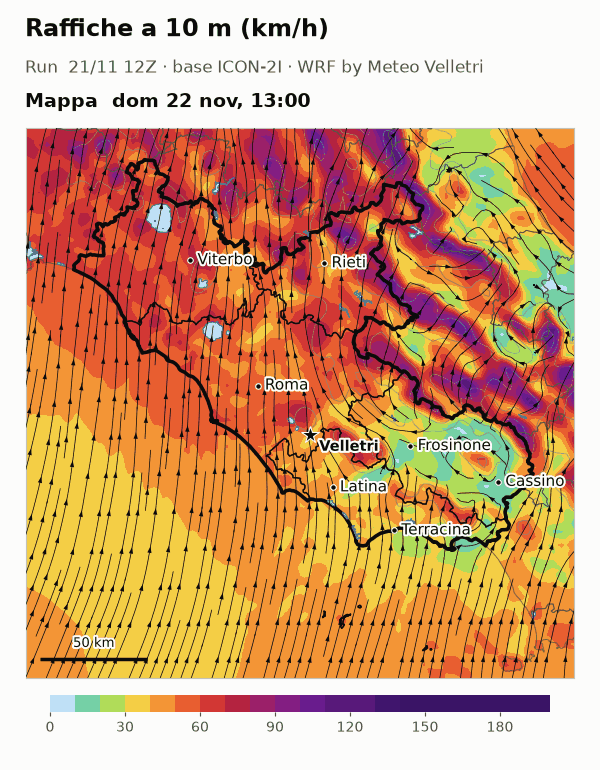 Raffiche a 10 m (km/h)
Run  21/11 12Z · base ICON-2I · WRF by Meteo Velletri
Mappa  dom 22 nov, 13:00
Viterbo
Rieti
Roma
Velletri
Frosinone
Cassino
Latina
Terracina
50 km
0 30 60 90 120 150 180